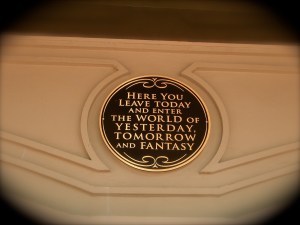 Here You
Leave Today
and Enter
the World of
Yesterday,
Tomorrow
and Fantasy